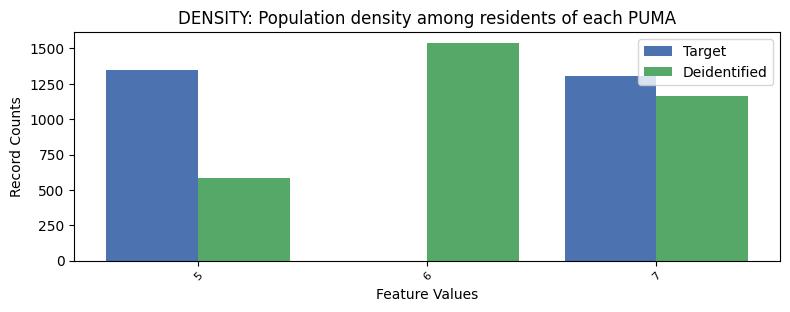 DENSITY: Population density among residents of each PUMA
Target
Deidentified
Record Counts
1500
1250
1000
750
500
250
0
5
6
7
Feature Values